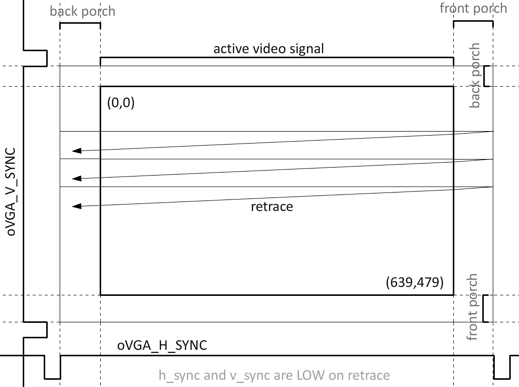 back porch
front porch
active video signal
back porch
(0,0)
oVGA_V_SYNC
retrace
(639,479)
front porch
oVGA_H_SYNC
h_sync and v_sync are LOW on retrace